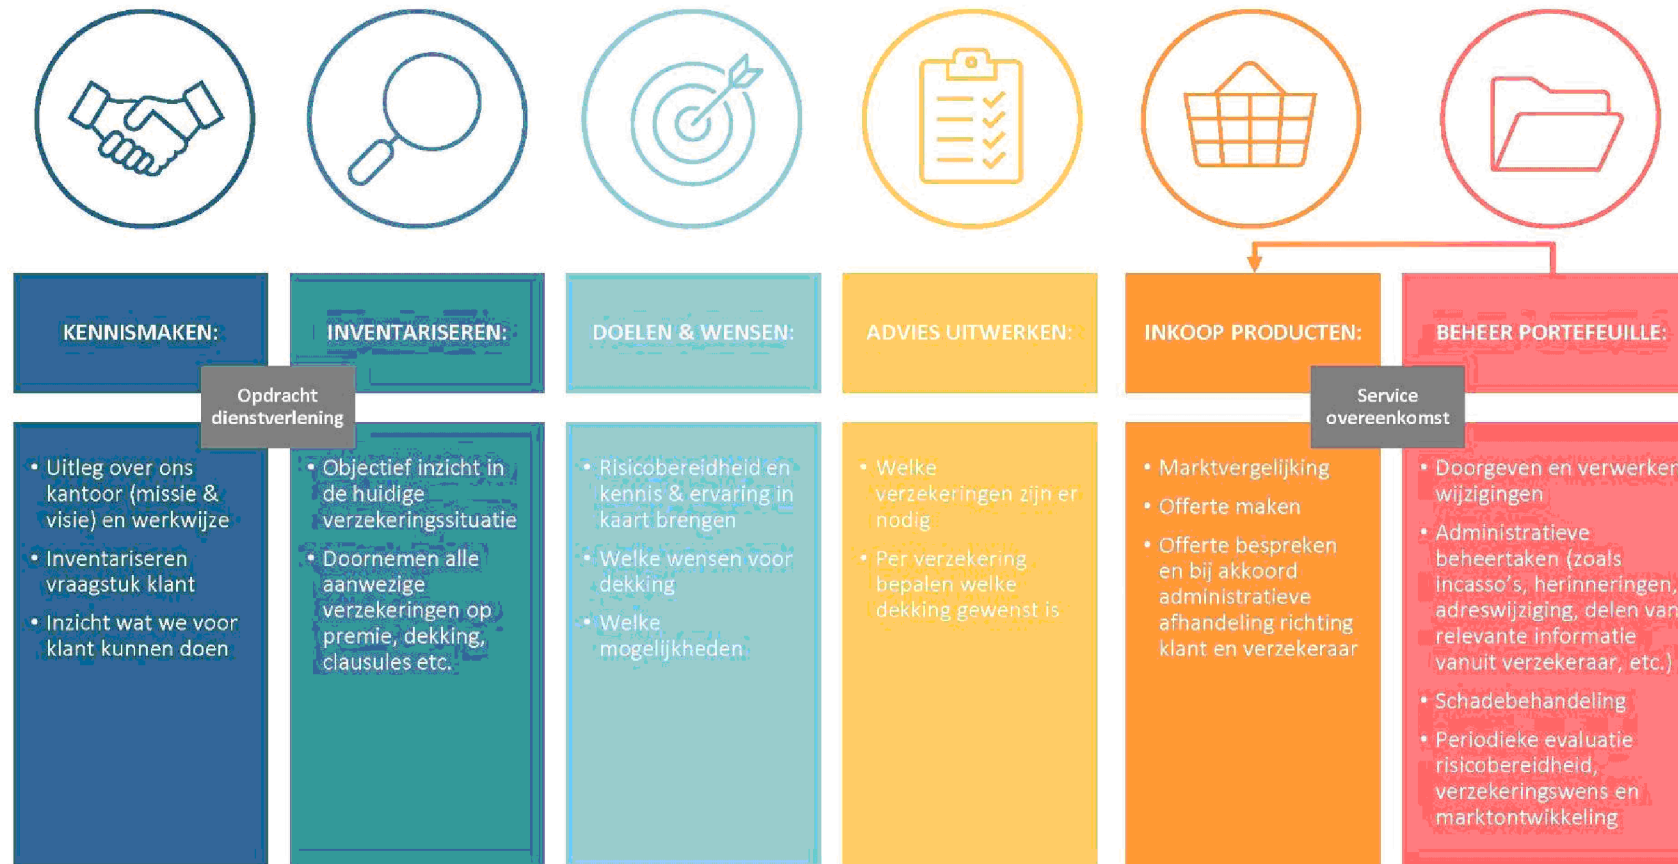 KENNISMAKEN:
INVENTARISEREN:
DOELEN & WENSEN:
ADVIES UITWERKEN:
INKOOP PRODUCTEN:
BEHEER PORTEFEUILLE:
Opdracht
dienstverlening
Service
overeenkomst
• Uitleg over ons
kantoor (missie &
visie) en werkwijze
• Inventariseren
vraagstuk klant
• Inzicht wat we voor
klant kunnen doen
• Objectief inzicht in
de huidige
verzekeringssituatie
• Doornemen alle
aanwezige
verzekeringen op
premie, dekking,
clausules etc.
• Risicobereidheid en
kennis & ervaring in
kaart brengen
• Welke wensen voor
dekking
• Welke
mogelijkheden
• Welke
verzekeringen zijn er
nodig
• Per verzekering
bepalen welke
dekking gewenst is
• Marktvergelijking
• Offerte maken
• Offerte bespreken
en bij akkoord
administratieve
afhandeling richting
klant en verzekeraar
• Doorgeven en verwerken
wijzigingen
• Administratieve
beheertaken (zoals
incasso's, herinneringen,
adreswijziging, delen van
relevante informatie
vanuit verzekeraar, etc.)
• Schadebehandeling
• Periodieke evaluatie
risicobereidheid,
verzekeringswens en
marktontwikkeling